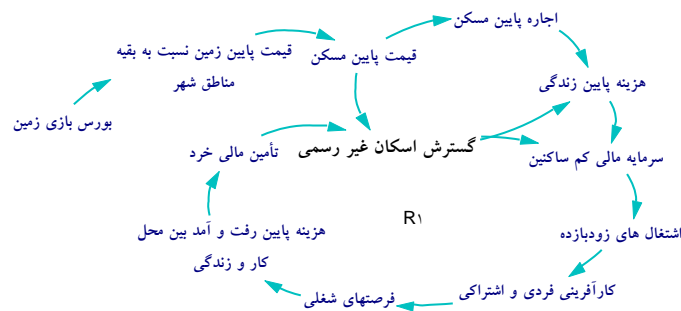 اجاره پایین مسکن
قیمت پایین زمین نسبت به بقیه
مناطق شهر
قیمت پایین مسکن
هزینه پایین زندگی
بورس بازی زمین
تأمین مالی خرد
گسترش اسکان غیر رسمی
سرمایه مالی کم ساکنین
R۱
هزینه پایین رفت و آمد بین محل
کار و زندگی
اشتغال های زودبازده
کارآفرینی فردی و اشتراکی
فرصتهای شغلی